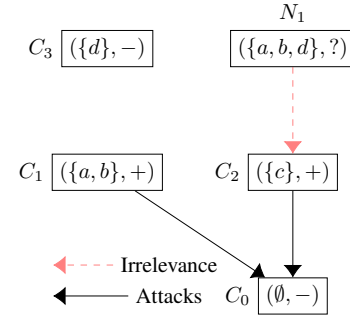 N₁
C₃ ({d}, −) ({a, b, d}, ?)
C₁ ({a, b}, +) C₂ ({c}, +)
Irrelevance
Attacks
C₀ (∅, −)